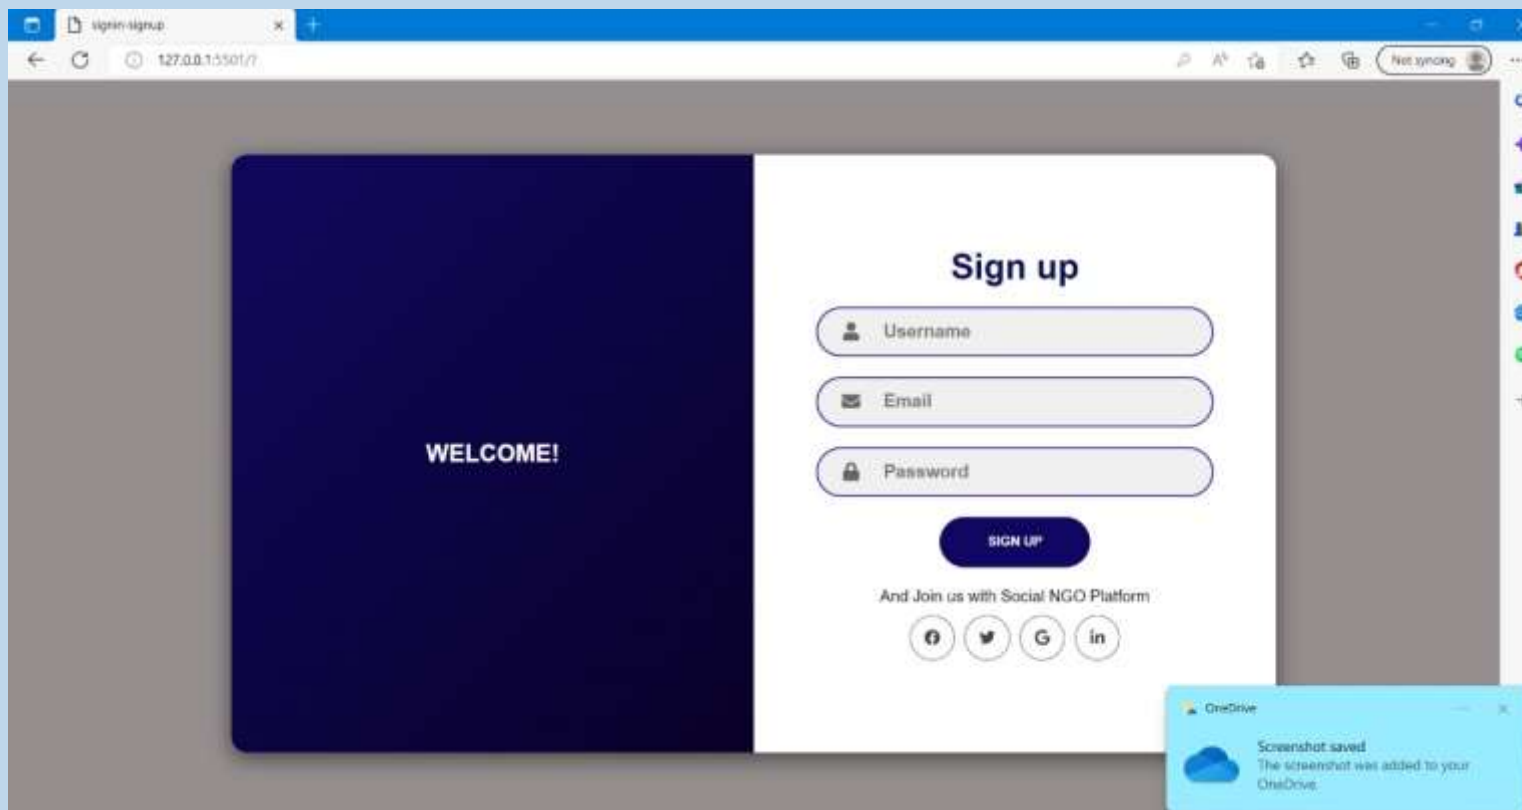 signin-signup
127.0.0.1:5501/?
Not syncing
WELCOME!
Sign up
Username
Email
Password
SIGN UP
And Join us with Social NGO Platform
G
in
OneDrive
Screenshot saved
The screenshot was added to your
OneDrive.